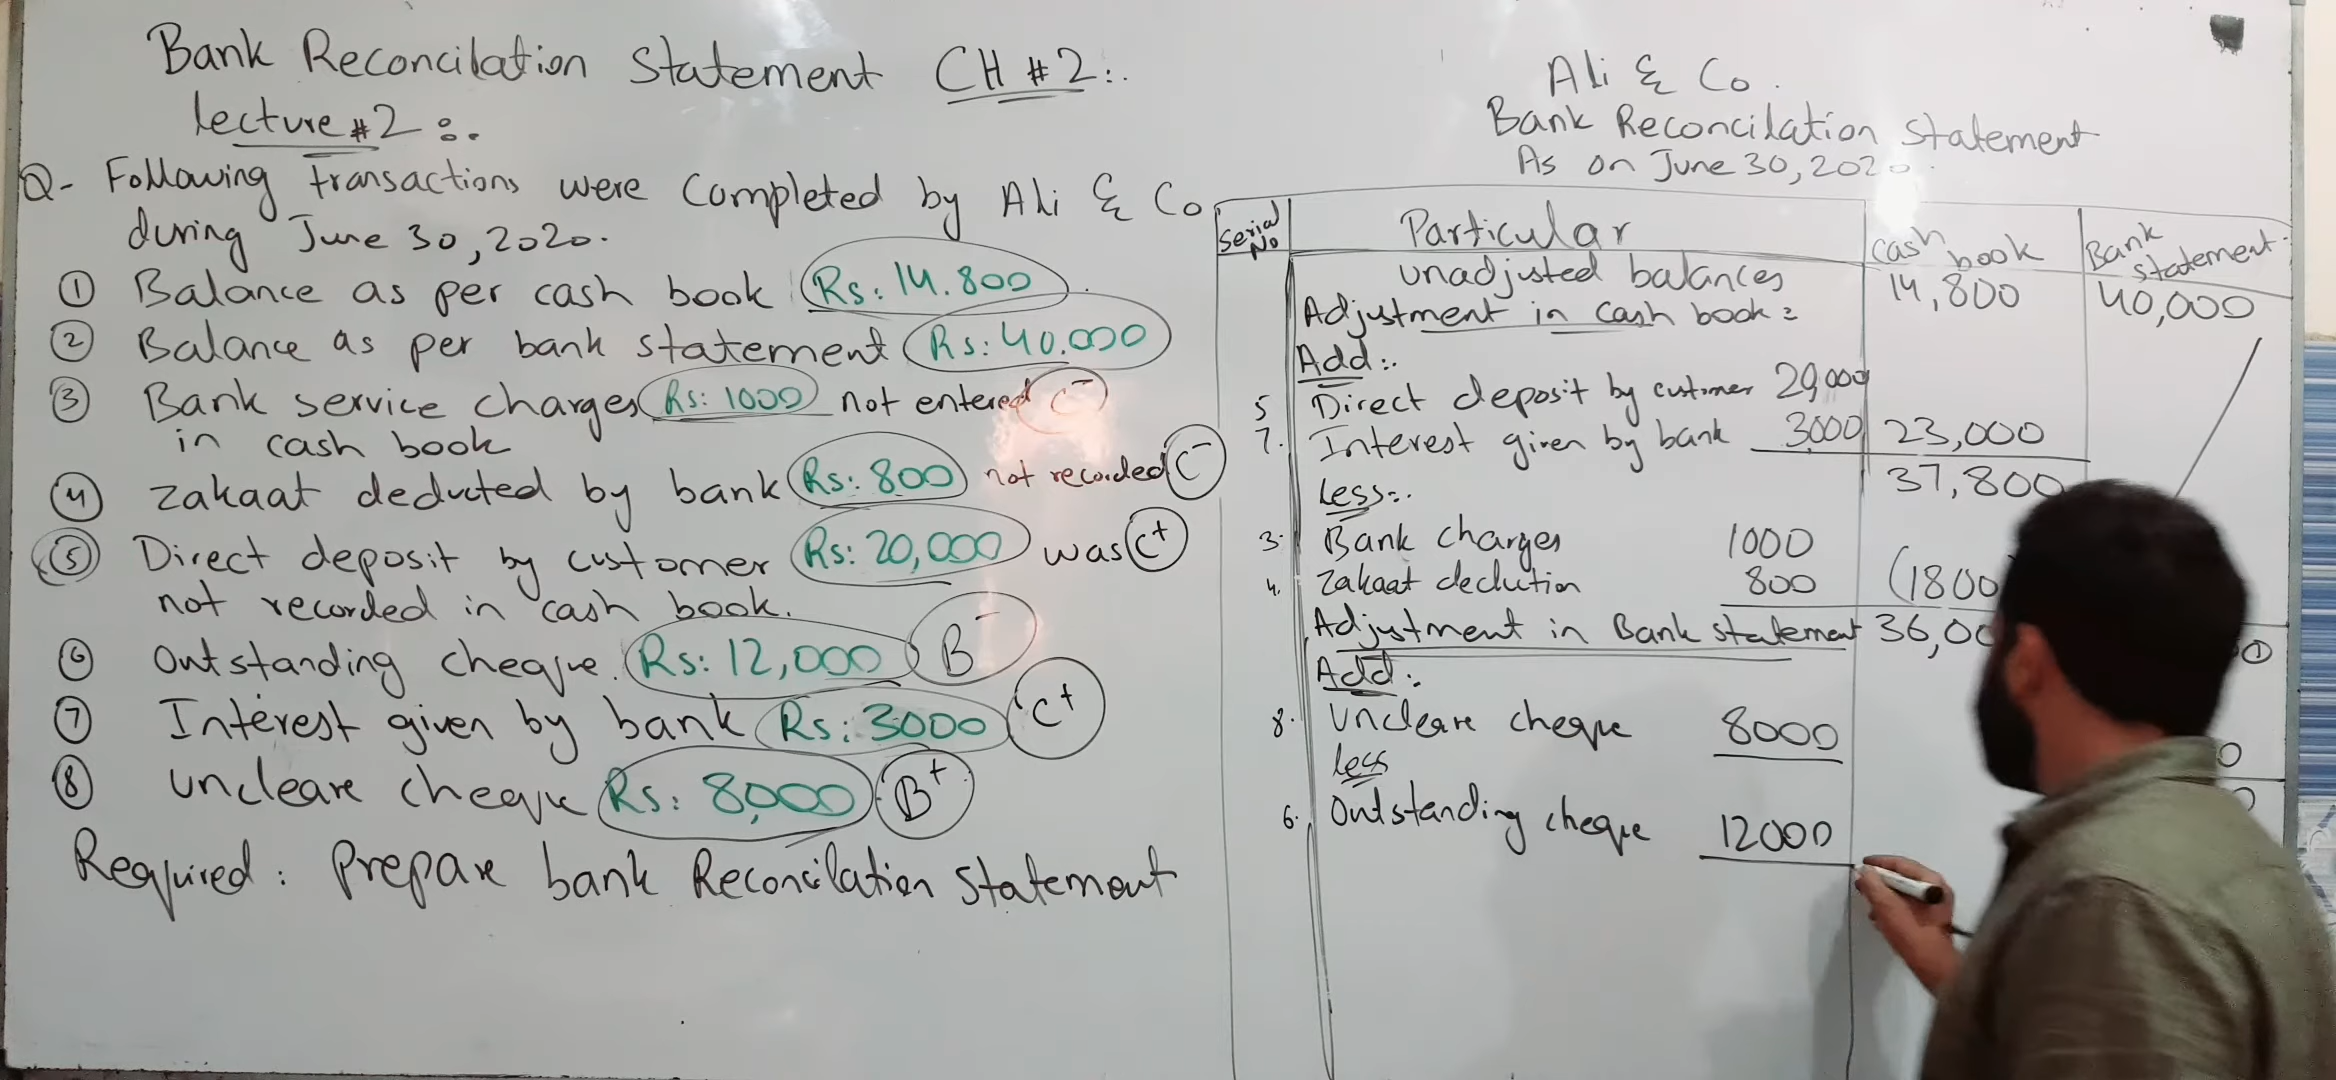 Bank Reconcilation Statement CH #2:.
lecture #2 :.
Q- Following transactions were completed by Ali & Co
during June 30, 2020.
① Balance as per cash book Rs: 14.800
② Balance as per bank statement Rs: 40.000
③ Bank service charges Rs: 1000 not entered C⁻
in cash book
④ Zakaat deducted by bank Rs: 800 not recorded C⁻
⑤ Direct deposit by customer Rs: 20,000 was C⁺
not recorded in cash book.
⑥ Outstanding cheque. Rs: 12,000 B⁻
⑦ Interest given by bank Rs: 3000 C⁺
⑧ uncleare cheque Rs: 8,000 B⁺
Required: Prepare bank Reconcilation Statement
Ali & Co.
Bank Reconcilation Statement
As on June 30, 2020.
Serial No Particular cash book Bank statement
unadjusted balances 14,800 40,000
Adjustment in cash book:
Add:.
5 Direct deposit by customer 20,000
7. Interest given by bank 3000 23,000
Less:. 37,800
3. Bank charges 1000
4. Zakaat dedution 800 (1800
Adjustment in Bank statement 36,00
Add:
8. Uncleare cheque 8000
less
6. Outstanding cheque 12000